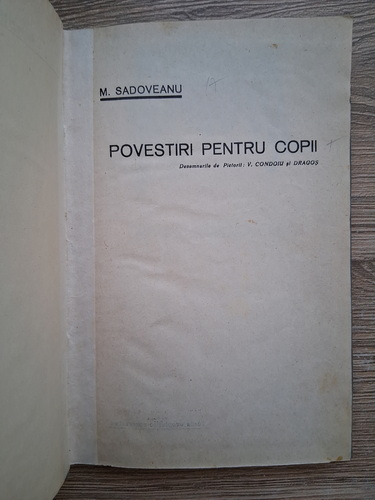 M. SADOVEANU
POVESTIRI PENTRU COPII
Desemnurile de Pictorii: V. CONDOIU și DRAGOȘ